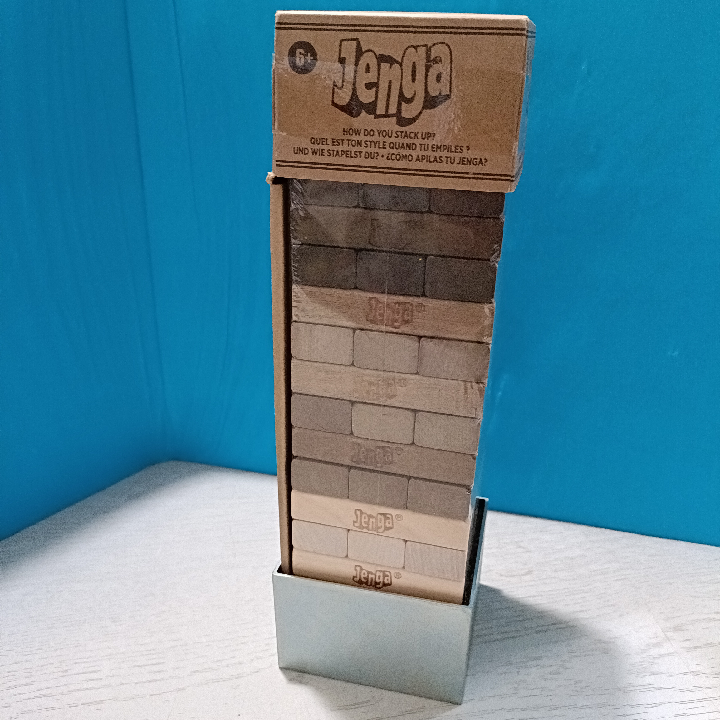 6+
Jenga
HOW DO YOU STACK UP?
QUEL EST TON STYLE QUAND TU EMPILES ?
UND WIE STAPELST DU? • ¿CÓMO APILAS TU JENGA?
Jenga®
Jenga
Jenga®
Jenga®
Jenga®